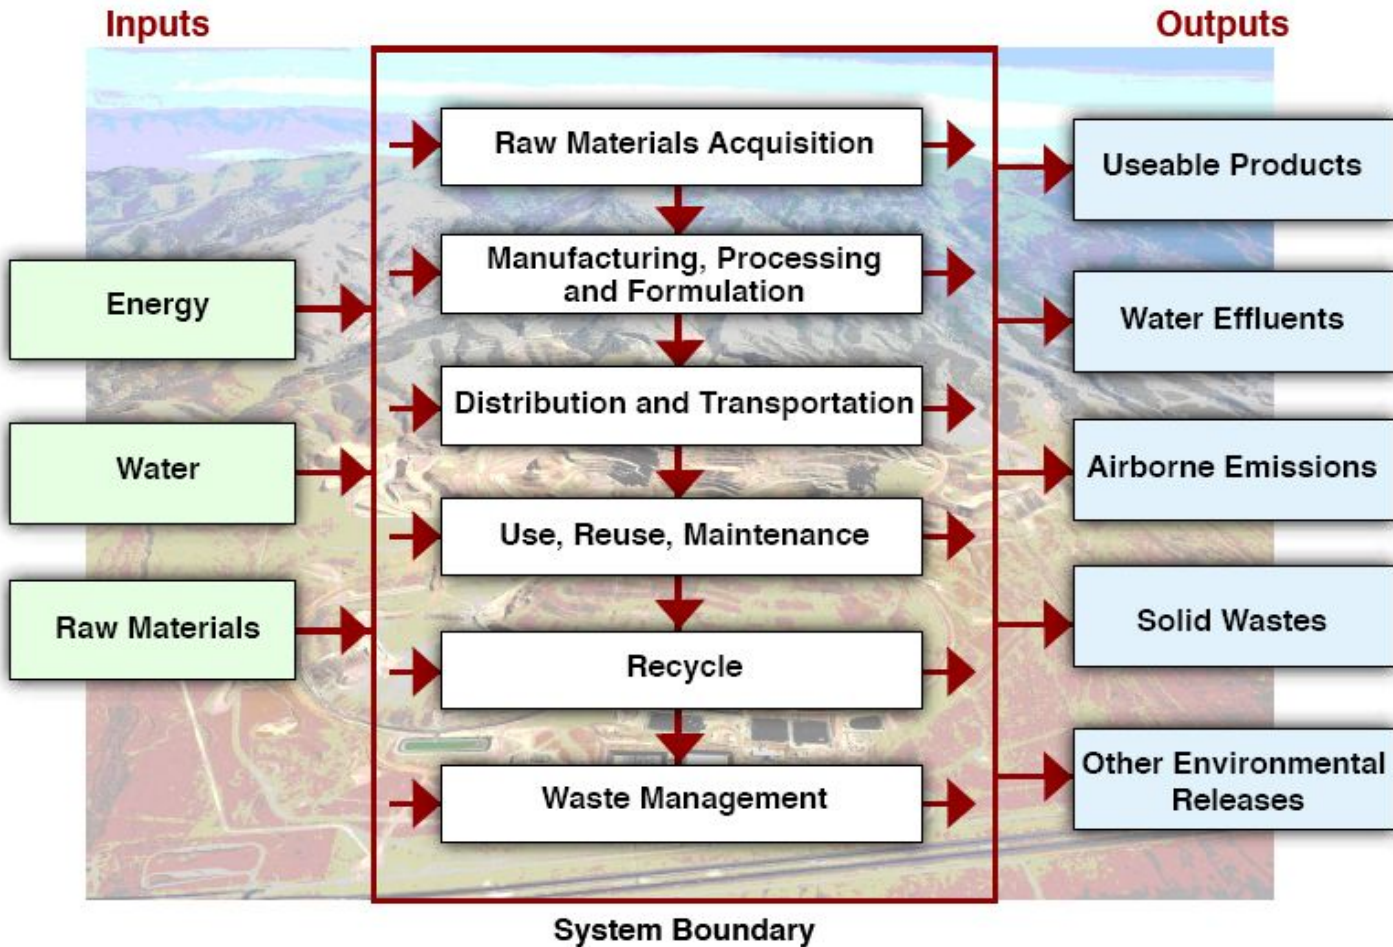 Inputs
Outputs
Raw Materials Acquisition
Useable Products
Manufacturing, Processing
and Formulation
Energy
Water Effluents
Distribution and Transportation
Water
Airborne Emissions
Use, Reuse, Maintenance
Raw Materials
Solid Wastes
Recycle
Other Environmental
Releases
Waste Management
System Boundary